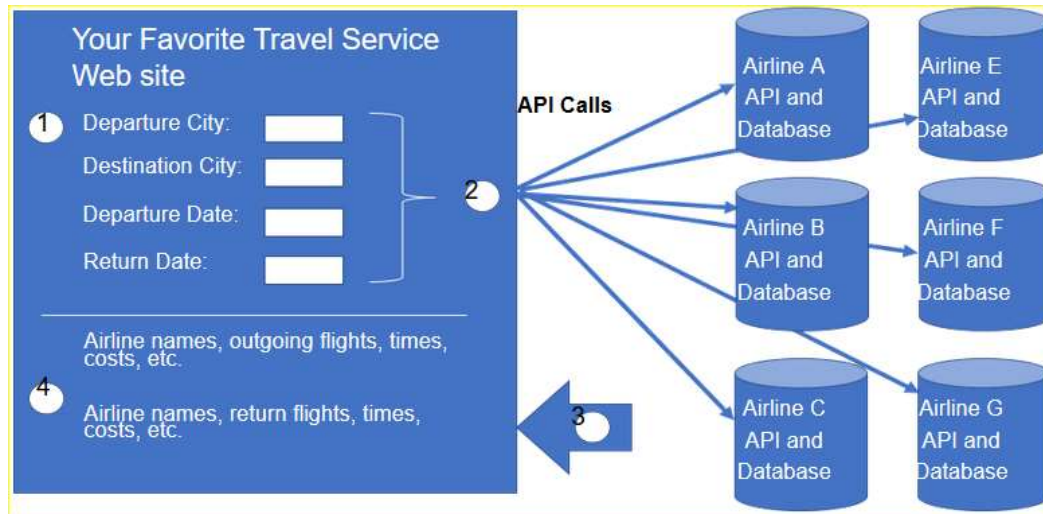 Your Favorite Travel Service
Web site
1
Departure City:
Destination City:
Departure Date:
Return Date:
2
API Calls
Airline A
API and
Database
Airline E
API and
Database
Airline B
API and
Database
Airline F
API and
Database
Airline names, outgoing flights, times,
costs, etc.
4
Airline names, return flights, times,
costs, etc.
3
Airline C
API and
Database
Airline G
API and
Database